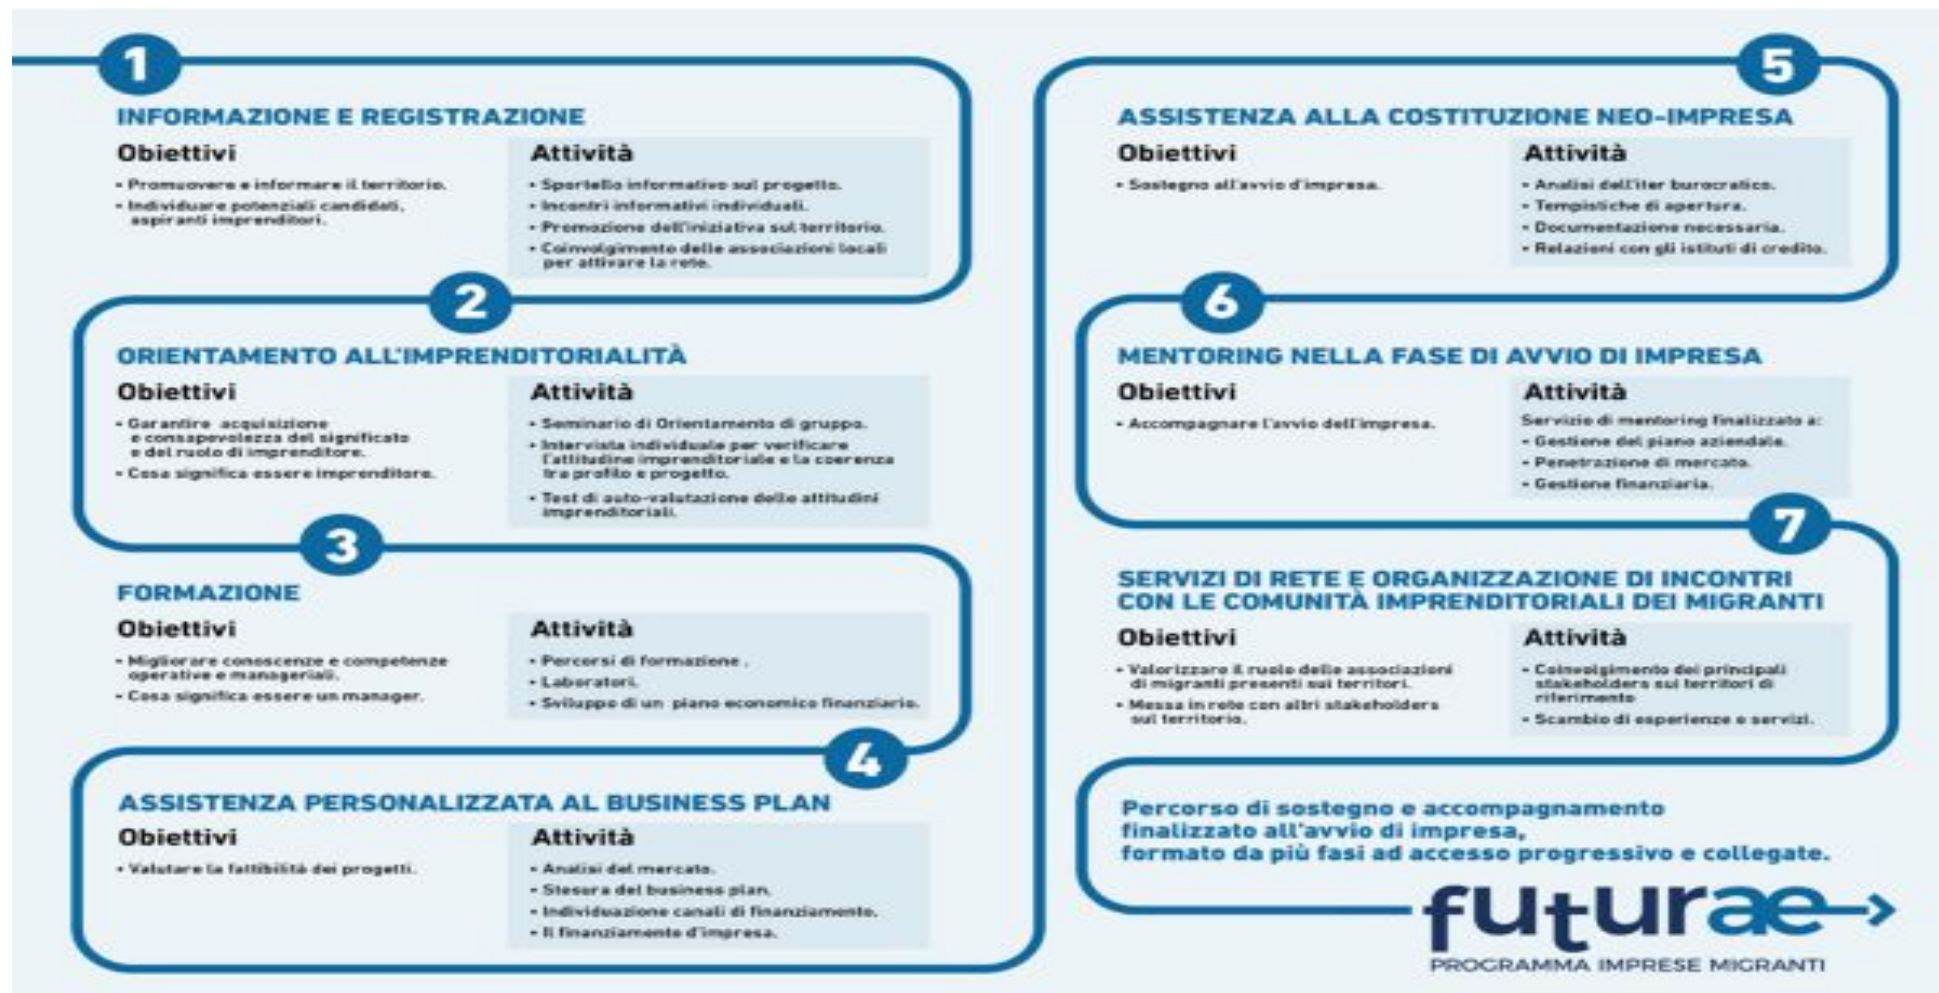 1
INFORMAZIONE E REGISTRAZIONE
Obiettivi
• Promuovere e informare il territorio.
• Individuare potenziali candidati,
aspiranti imprenditori.
Attività
• Sportello informativo sul progetto.
• Incontri informativi individuali.
• Promozione dell'iniziativa sul territorio.
• Coinvolgimento delle associazioni locali
per attivare la rete.
2
ORIENTAMENTO ALL'IMPRENDITORIALITÀ
Obiettivi
• Garantire acquisizione
e consapevolezza del significato
e del ruolo di imprenditore.
• Cosa significa essere imprenditore.
Attività
• Seminario di Orientamento di gruppo.
• Intervista individuale per verificare
l'attitudine imprenditoriale e la coerenza
tra profilo e progetto.
• Test di auto-valutazione delle attitudini
imprenditoriali.
3
FORMAZIONE
Obiettivi
• Migliorare conoscenze e competenze
operative e manageriali.
• Cosa significa essere un manager.
Attività
• Percorsi di formazione .
• Laboratori.
• Sviluppo di un piano economico finanziario.
4
ASSISTENZA PERSONALIZZATA AL BUSINESS PLAN
Obiettivi
• Valutare la fattibilità dei progetti.
Attività
• Analisi del mercato.
• Stesura del business plan.
• Individuazione canali di finanziamento.
• Il finanziamento d'impresa.
5
ASSISTENZA ALLA COSTITUZIONE NEO-IMPRESA
Obiettivi
• Sostegno all'avvio d'impresa.
Attività
• Analisi dell'iter burocratico.
• Tempistiche di apertura.
• Documentazione necessaria.
• Relazioni con gli istituti di credito.
6
MENTORING NELLA FASE DI AVVIO DI IMPRESA
Obiettivi
• Accompagnare l'avvio dell'impresa.
Attività
Servizio di mentoring finalizzato a:
• Gestione del piano aziendale.
• Penetrazione di mercato.
• Gestione finanziaria.
7
SERVIZI DI RETE E ORGANIZZAZIONE DI INCONTRI
CON LE COMUNITÀ IMPRENDITORIALI DEI MIGRANTI
Obiettivi
• Valorizzare il ruolo delle associazioni
di migranti presenti sui territori.
• Messa in rete con altri stakeholders
sul territorio.
Attività
• Coinvolgimento dei principali
stakeholders sui territori di
riferimento
• Scambio di esperienze e servizi.
Percorso di sostegno e accompagnamento
finalizzato all'avvio di impresa,
formato da più fasi ad accesso progressivo e collegate.
futurae
PROGRAMMA IMPRESE MIGRANTI